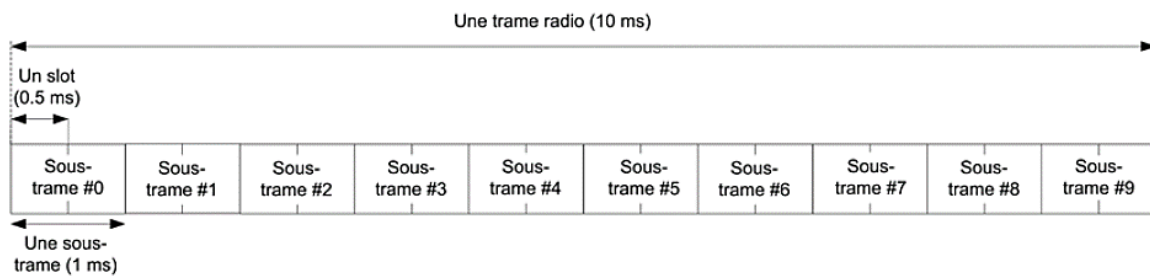 Une trame radio (10 ms)
Un slot
(0.5 ms)
Sous-
trame #0
Sous-
trame #1
Sous-
trame #2
Sous-
trame #3
Sous-
trame #4
Sous-
trame #5
Sous-
trame #6
Sous-
trame #7
Sous-
trame #8
Sous-
trame #9
Une sous-
trame (1 ms)